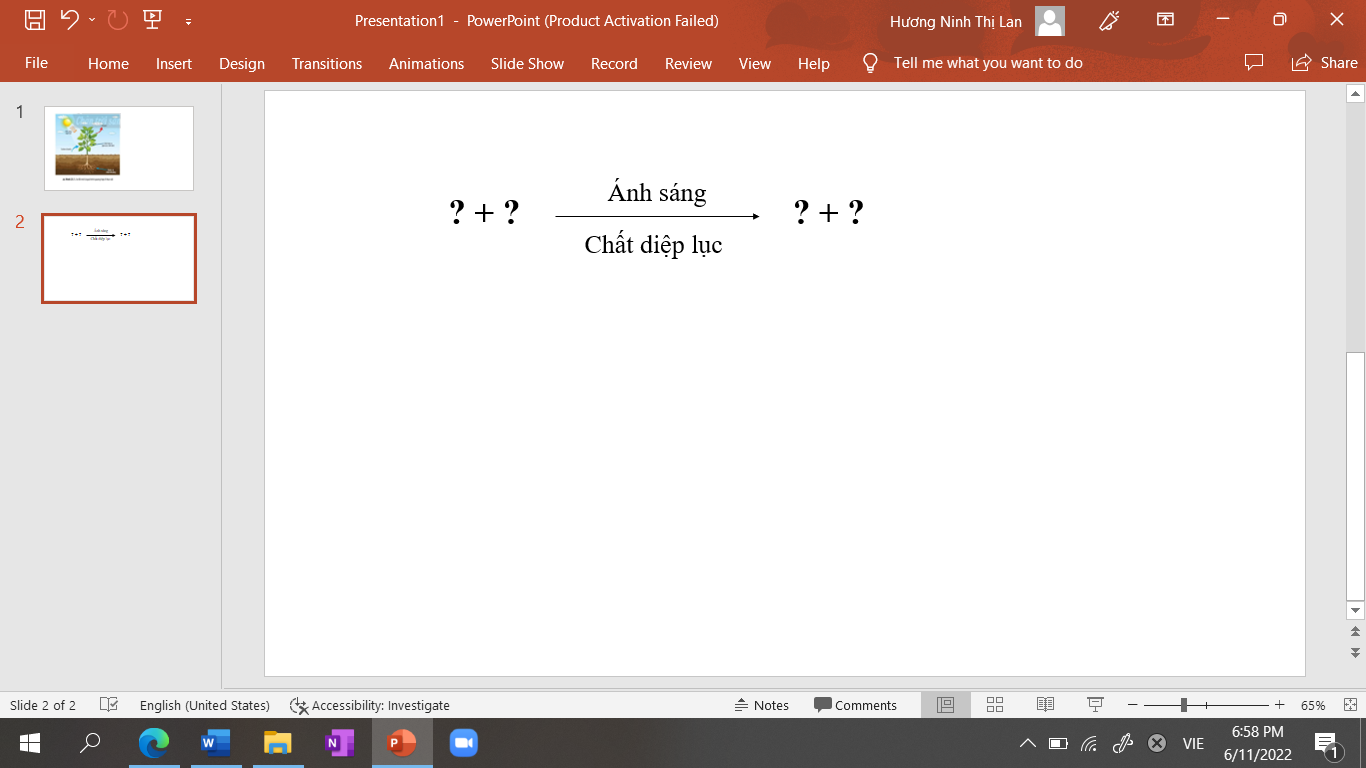 Presentation1 - PowerPoint (Product Activation Failed)
Hương Ninh Thị Lan
File Home Insert Design Transitions Animations Slide Show Record Review View Help Tell me what you want to do Share
1
2
Ánh sáng
? + ? ? + ?
Chất diệp lục
Slide 2 of 2 English (United States) Accessibility: Investigate Notes Comments 65%
VIE
6:58 PM
6/11/2022
1